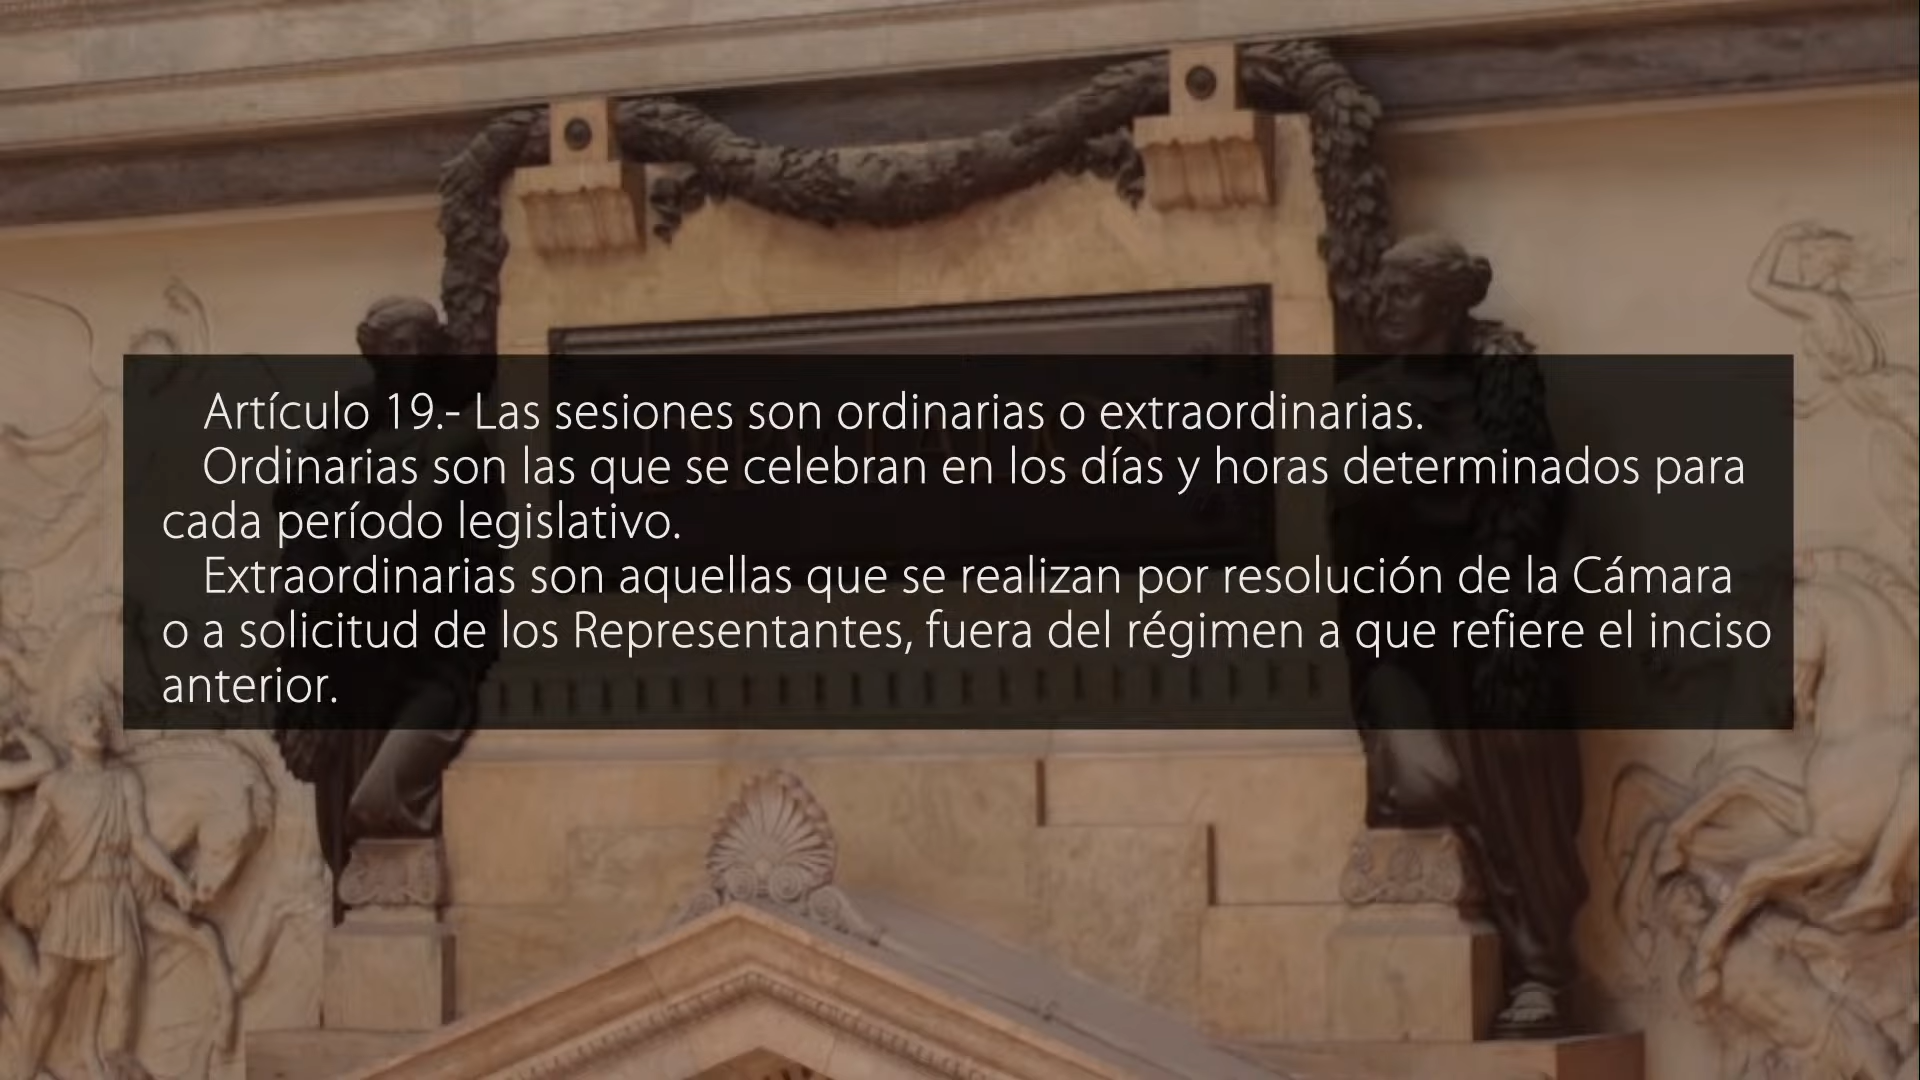 Artículo 19.- Las sesiones son ordinarias o extraordinarias.
Ordinarias son las que se celebran en los días y horas determinados para
cada período legislativo.
Extraordinarias son aquellas que se realizan por resolución de la Cámara
o a solicitud de los Representantes, fuera del régimen a que refiere el inciso
anterior.